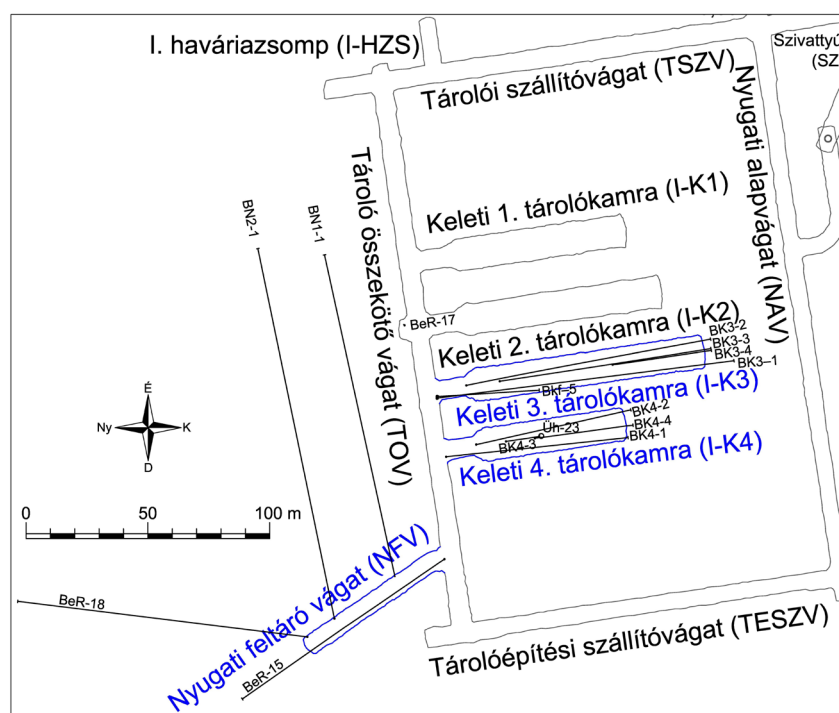 I. haváriazsomp (I-HZS)
Szivattyú
(SZ
Tárolói szállítóvágat (TSZV)
Nyugati alapvágat (NAV)
Tároló összekötő vágat (TOV)
BN2-1
BN1-1
Keleti 1. tárolókamra (I-K1)
BeR-17
Keleti 2. tárolókamra (I-K2)
BK3-2
BK3-3
BK3-4
BK3–1
Bkf-5
Keleti 3. tárolókamra (I-K3)
BK4-2
Üh-23
BK4-4
BK4-3
BK4-1
Keleti 4. tárolókamra (I-K4)
É
Ny
K
D
0 50 100 m
Nyugati feltáró vágat (NFV)
BeR-18
BeR-15
Tárolóépítési szállítóvágat (TESZV)